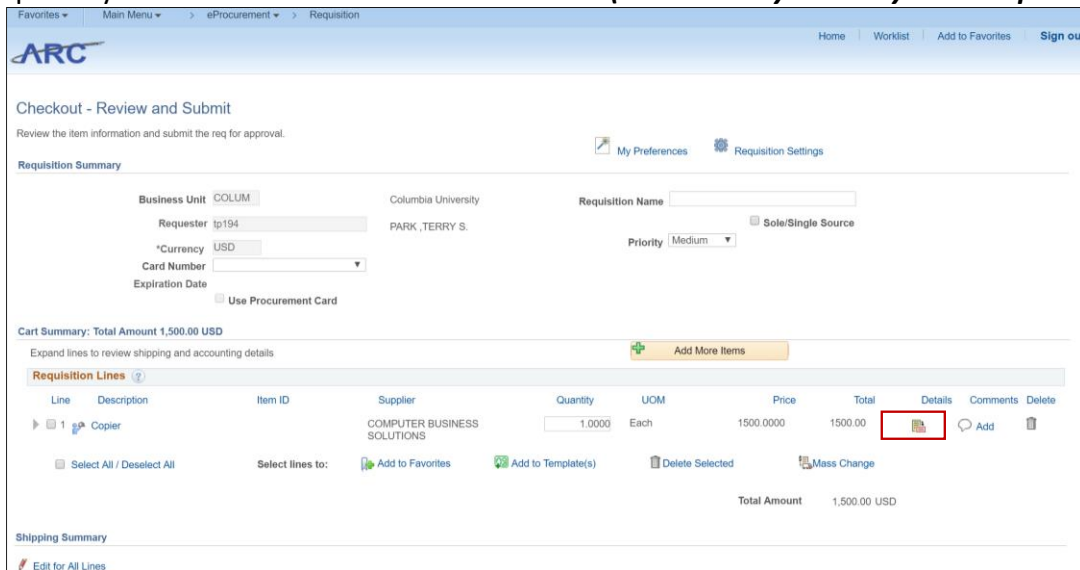 Favorites Main Menu > eProcurement > Requisition
ARC
Home Worklist Add to Favorites Sign ou
Checkout - Review and Submit
Review the item information and submit the req for approval.
My Preferences Requisition Settings
Requisition Summary
Business Unit COLUM Columbia University Requisition Name
Requester tp194 PARK ,TERRY S. Sole/Single Source
*Currency USD Priority Medium
Card Number
Expiration Date
Use Procurement Card
Cart Summary: Total Amount 1,500.00 USD
Expand lines to review shipping and accounting details Add More Items
Requisition Lines ?
Line Description Item ID Supplier Quantity UOM Price Total Details Comments Delete
1 Copier COMPUTER BUSINESS SOLUTIONS 1.0000 Each 1500.0000 1500.00 Add
Select All / Deselect All Select lines to: Add to Favorites Add to Template(s) Delete Selected Mass Change
Total Amount 1,500.00 USD
Shipping Summary
Edit for All Lines